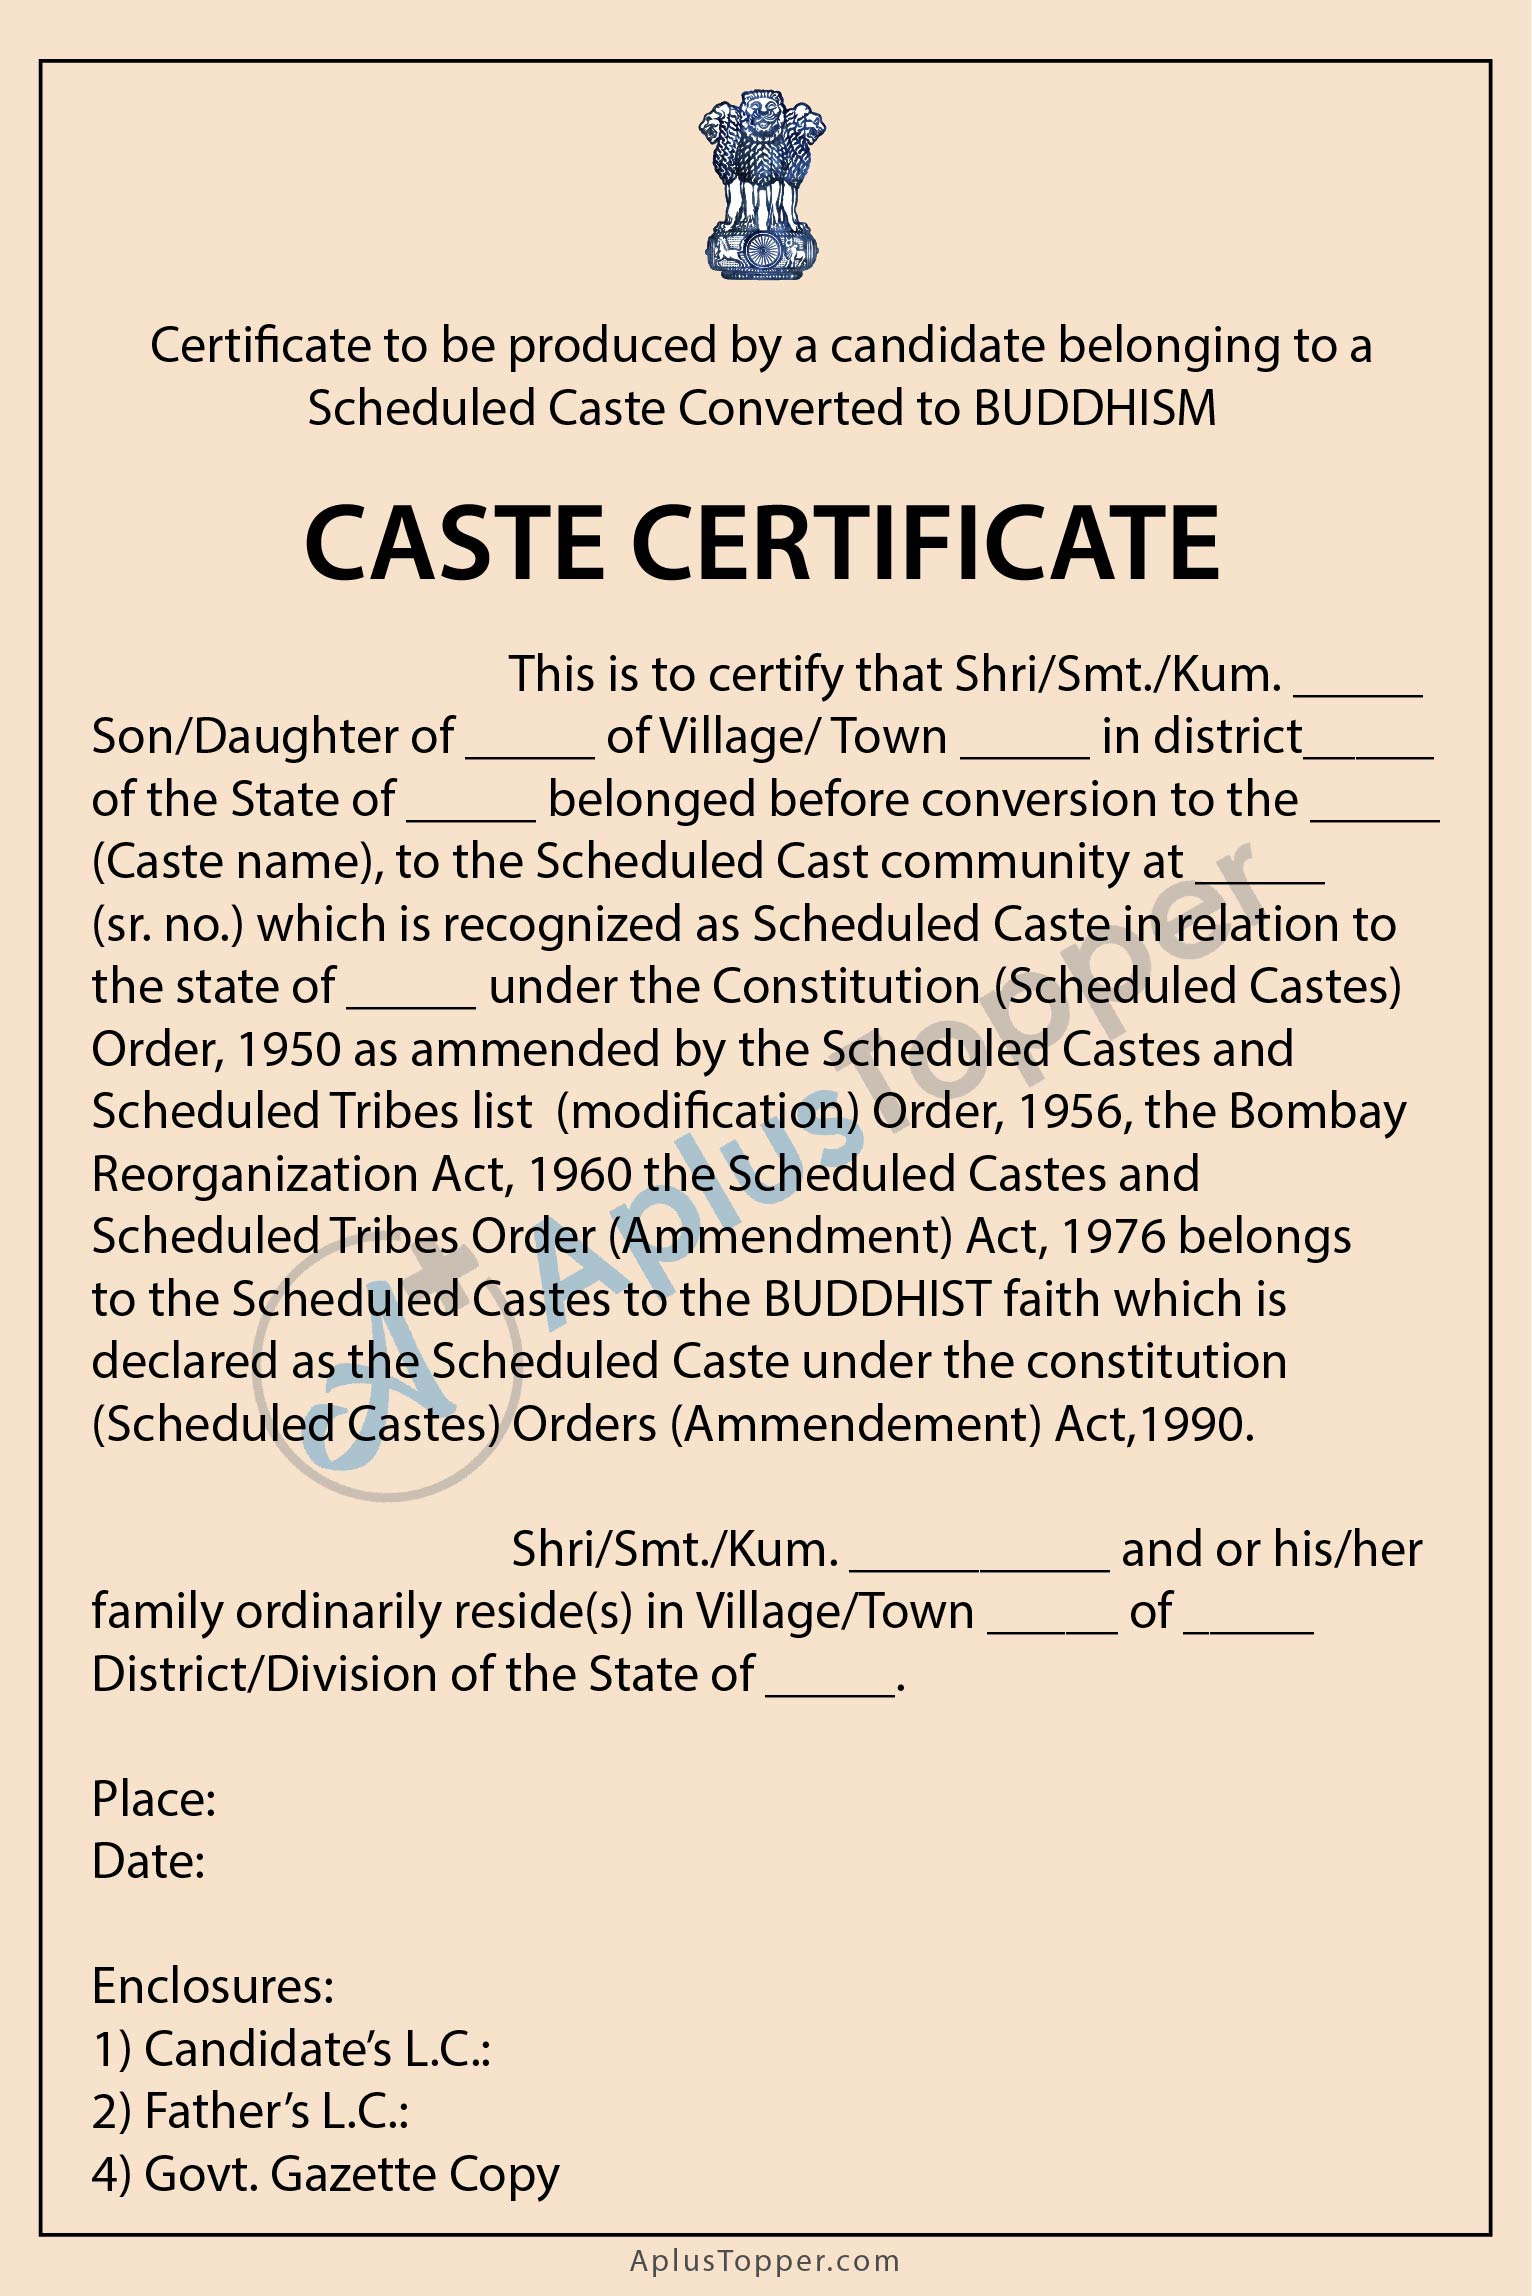 Certificate to be produced by a candidate belonging to a
Scheduled Caste Converted to BUDDHISM
CASTE CERTIFICATE
This is to certify that Shri/Smt./Kum. _____
Son/Daughter of _____ of Village/ Town _____ in district_____
of the State of _____ belonged before conversion to the _____
(Caste name), to the Scheduled Cast community at _____
(sr. no.) which is recognized as Scheduled Caste in relation to
the state of _____ under the Constitution (Scheduled Castes)
Order, 1950 as ammended by the Scheduled Castes and
Scheduled Tribes list (modification) Order, 1956, the Bombay
Reorganization Act, 1960 the Scheduled Castes and
Scheduled Tribes Order (Ammendment) Act, 1976 belongs
to the Scheduled Castes to the BUDDHIST faith which is
declared as the Scheduled Caste under the constitution
(Scheduled Castes) Orders (Ammendement) Act,1990.
Shri/Smt./Kum. __________ and or his/her
family ordinarily reside(s) in Village/Town _____ of _____
District/Division of the State of _____.
Place:
Date:
Enclosures:
1) Candidate’s L.C.:
2) Father’s L.C.:
4) Govt. Gazette Copy
A+ AplusTopper
AplusTopper.com